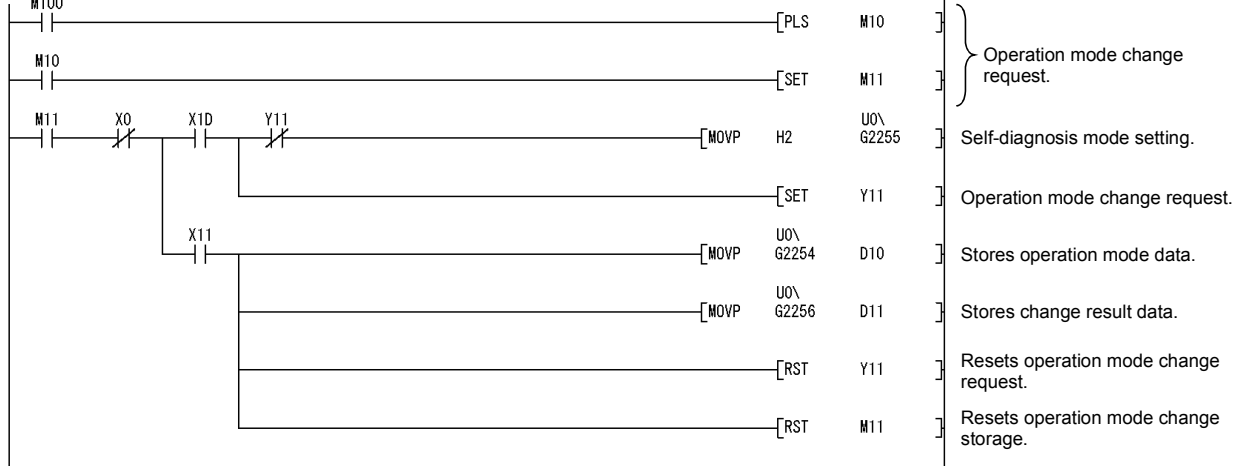 M100
[PLS M10 ]
Operation mode change
request.
M10
[SET M11 ]
M11 X0 X1D Y11
[MOVP H2 U0\
G2255 ]
Self-diagnosis mode setting.
[SET Y11 ]
Operation mode change request.
X11
[MOVP U0\
G2254 D10 ]
Stores operation mode data.
[MOVP U0\
G2256 D11 ]
Stores change result data.
[RST Y11 ]
Resets operation mode change
request.
[RST M11 ]
Resets operation mode change
storage.